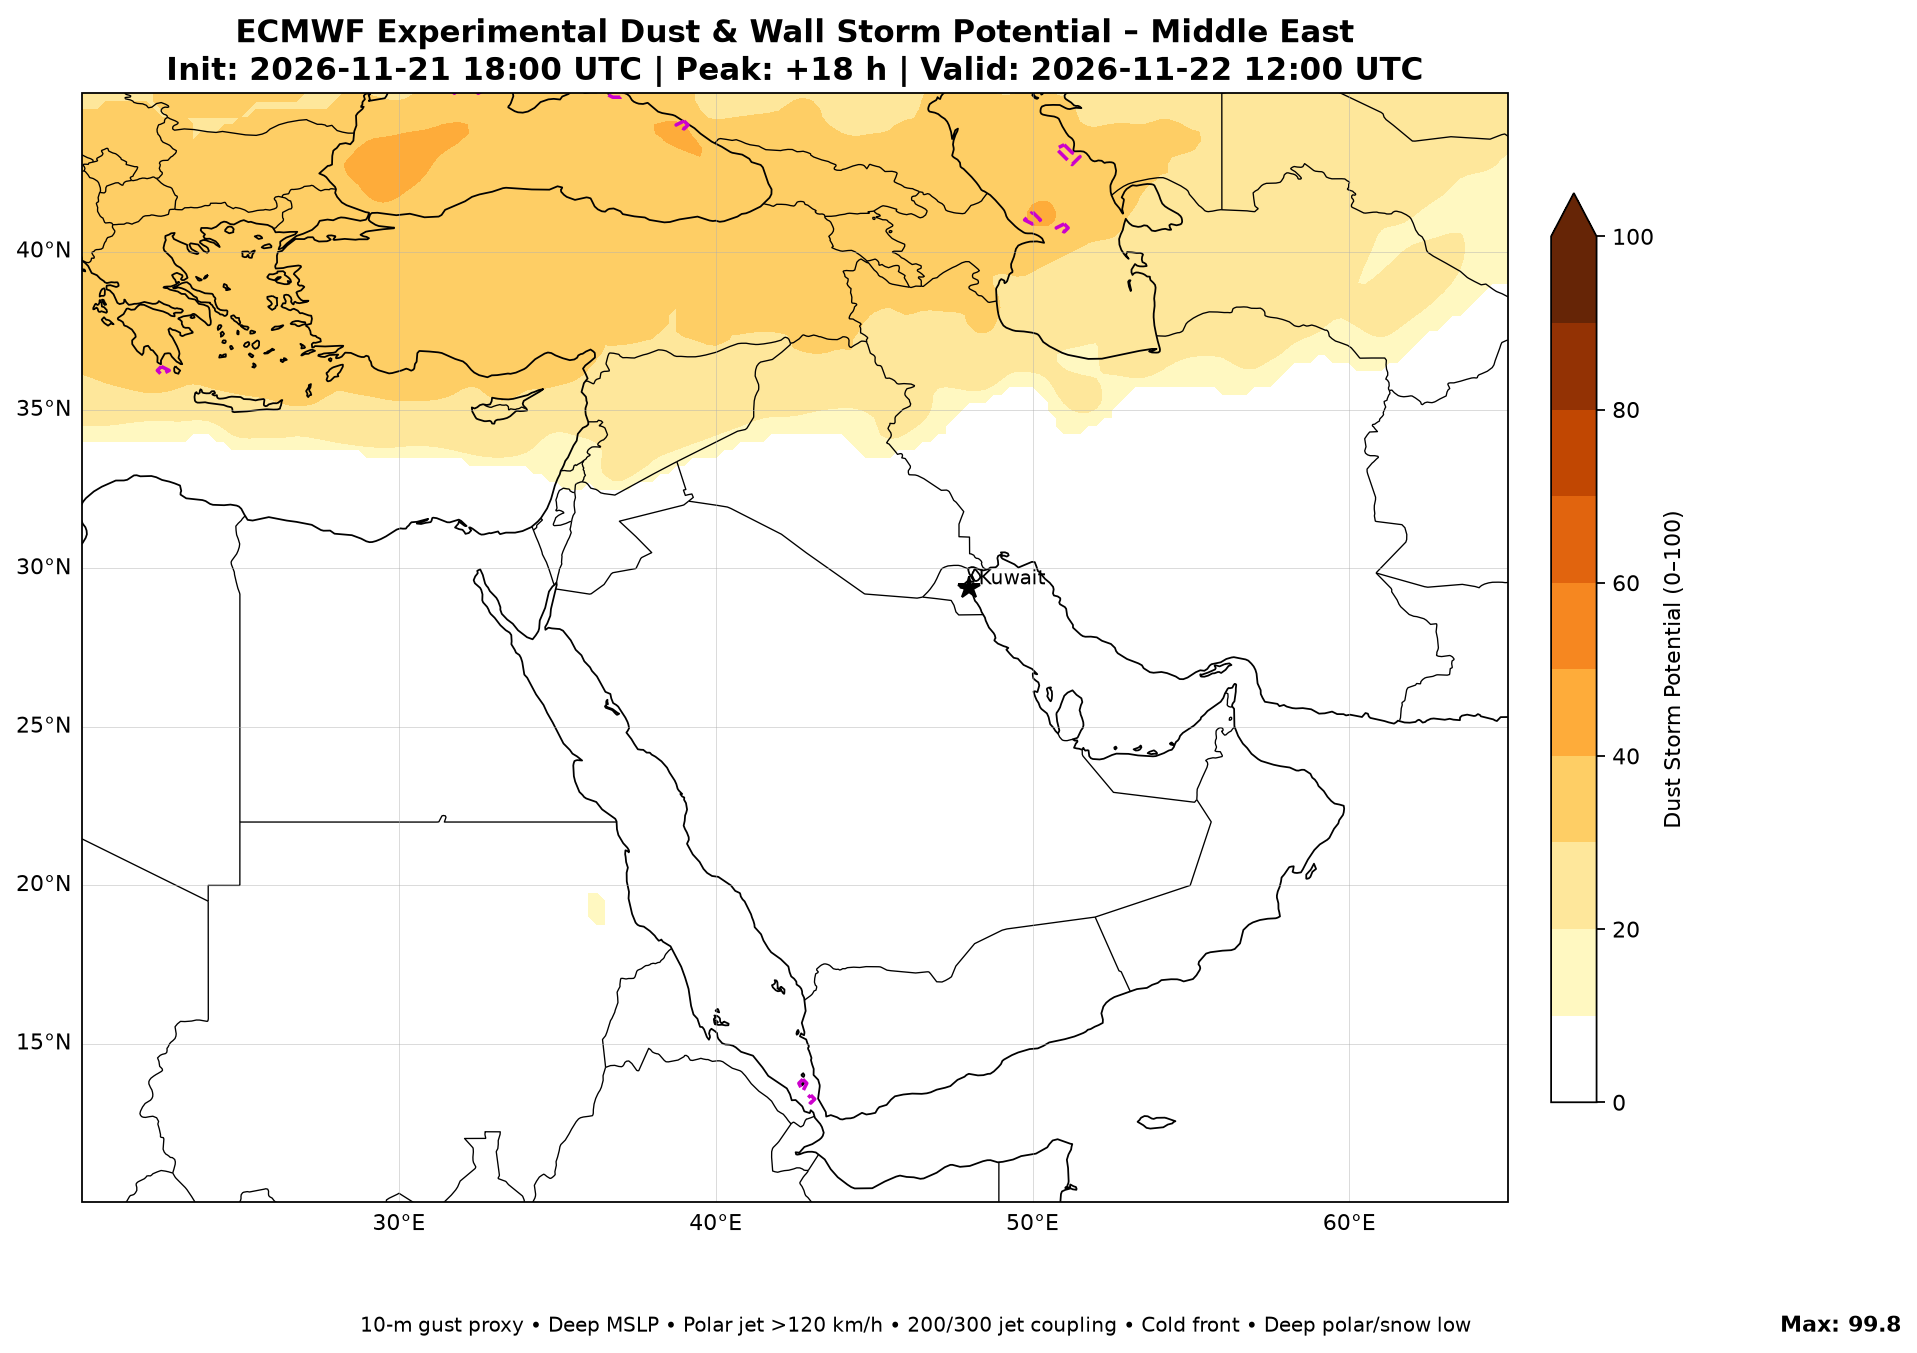 ECMWF Experimental Dust & Wall Storm Potential – Middle East
Init: 2026-11-21 18:00 UTC | Peak: +18 h | Valid: 2026-11-22 12:00 UTC
40°N
35°N
30°N
25°N
20°N
15°N
Kuwait
30°E
40°E
50°E
60°E
100
80
60
40
20
0
Dust Storm Potential (0–100)
10-m gust proxy • Deep MSLP • Polar jet >120 km/h • 200/300 jet coupling • Cold front • Deep polar/snow low
Max: 99.8